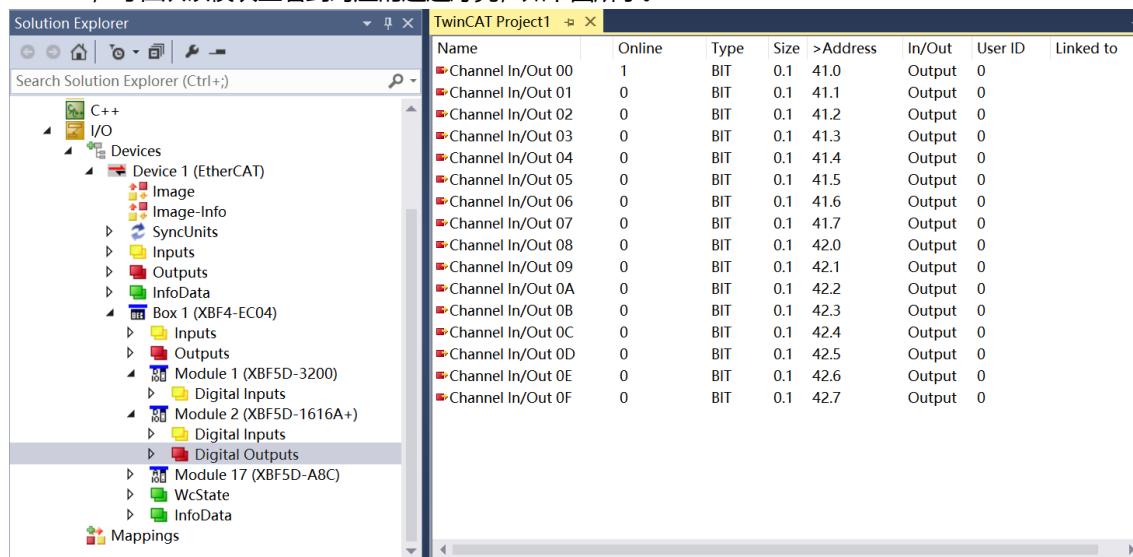 Solution Explorer
Search Solution Explorer (Ctrl+;)
C++
I/O
Devices
Device 1 (EtherCAT)
Image
Image-Info
SyncUnits
Inputs
Outputs
InfoData
Box 1 (XBF4-EC04)
Inputs
Outputs
Module 1 (XBF5D-3200)
Digital Inputs
Module 2 (XBF5D-1616A+)
Digital Inputs
Digital Outputs
Module 17 (XBF5D-A8C)
WcState
InfoData
Mappings
TwinCAT Project1
Name Online Type Size >Address In/Out User ID Linked to
Channel In/Out 00 1 BIT 0.1 41.0 Output 0
Channel In/Out 01 0 BIT 0.1 41.1 Output 0
Channel In/Out 02 0 BIT 0.1 41.2 Output 0
Channel In/Out 03 0 BIT 0.1 41.3 Output 0
Channel In/Out 04 0 BIT 0.1 41.4 Output 0
Channel In/Out 05 0 BIT 0.1 41.5 Output 0
Channel In/Out 06 0 BIT 0.1 41.6 Output 0
Channel In/Out 07 0 BIT 0.1 41.7 Output 0
Channel In/Out 08 0 BIT 0.1 42.0 Output 0
Channel In/Out 09 0 BIT 0.1 42.1 Output 0
Channel In/Out 0A 0 BIT 0.1 42.2 Output 0
Channel In/Out 0B 0 BIT 0.1 42.3 Output 0
Channel In/Out 0C 0 BIT 0.1 42.4 Output 0
Channel In/Out 0D 0 BIT 0.1 42.5 Output 0
Channel In/Out 0E 0 BIT 0.1 42.6 Output 0
Channel In/Out 0F 0 BIT 0.1 42.7 Output 0